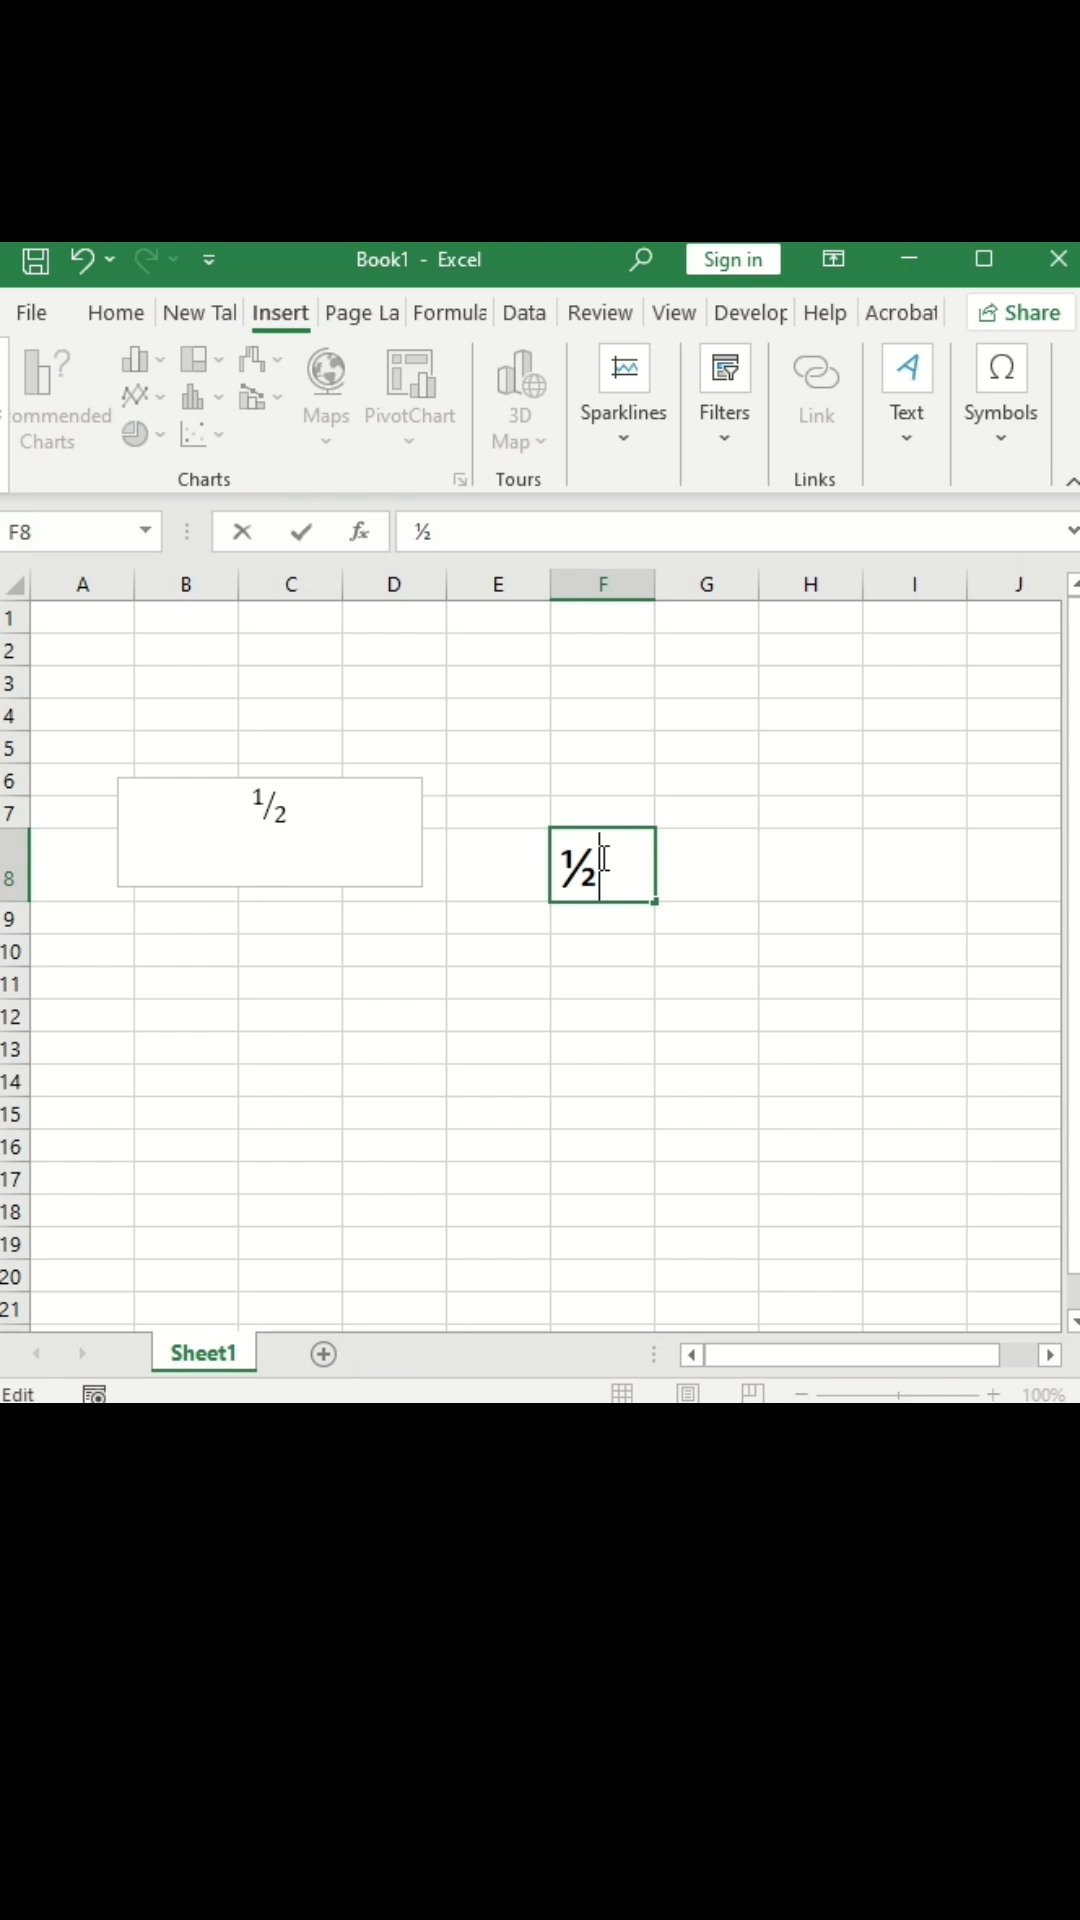 Book1 - Excel
Sign in
File Home New Tal Insert Page La Formula Data Review View Develop Help Acrobat Share
ommended
Charts
Maps
PivotChart
3D
Map
Sparklines
Filters
Link
Text
Symbols
Charts
Tours
Links
F8
fx
½
A B C D E F G H I J
1
2
3
4
5
6
7
1/2
8
½
9
10
11
12
13
14
15
16
17
18
19
20
21
Sheet1
Edit
100%